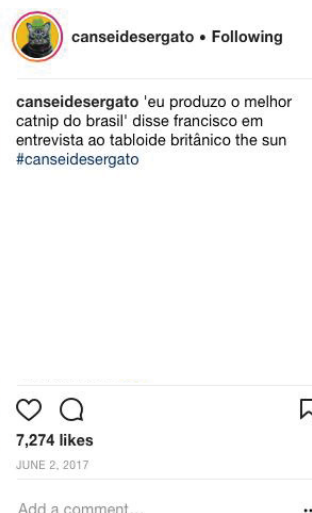 canseidesergato • Following
canseidesergato 'eu produzo o melhor
catnip do brasil' disse francisco em
entrevista ao tabloide britânico the sun
#canseidesergato
7,274 likes
JUNE 2, 2017
Add a comment...